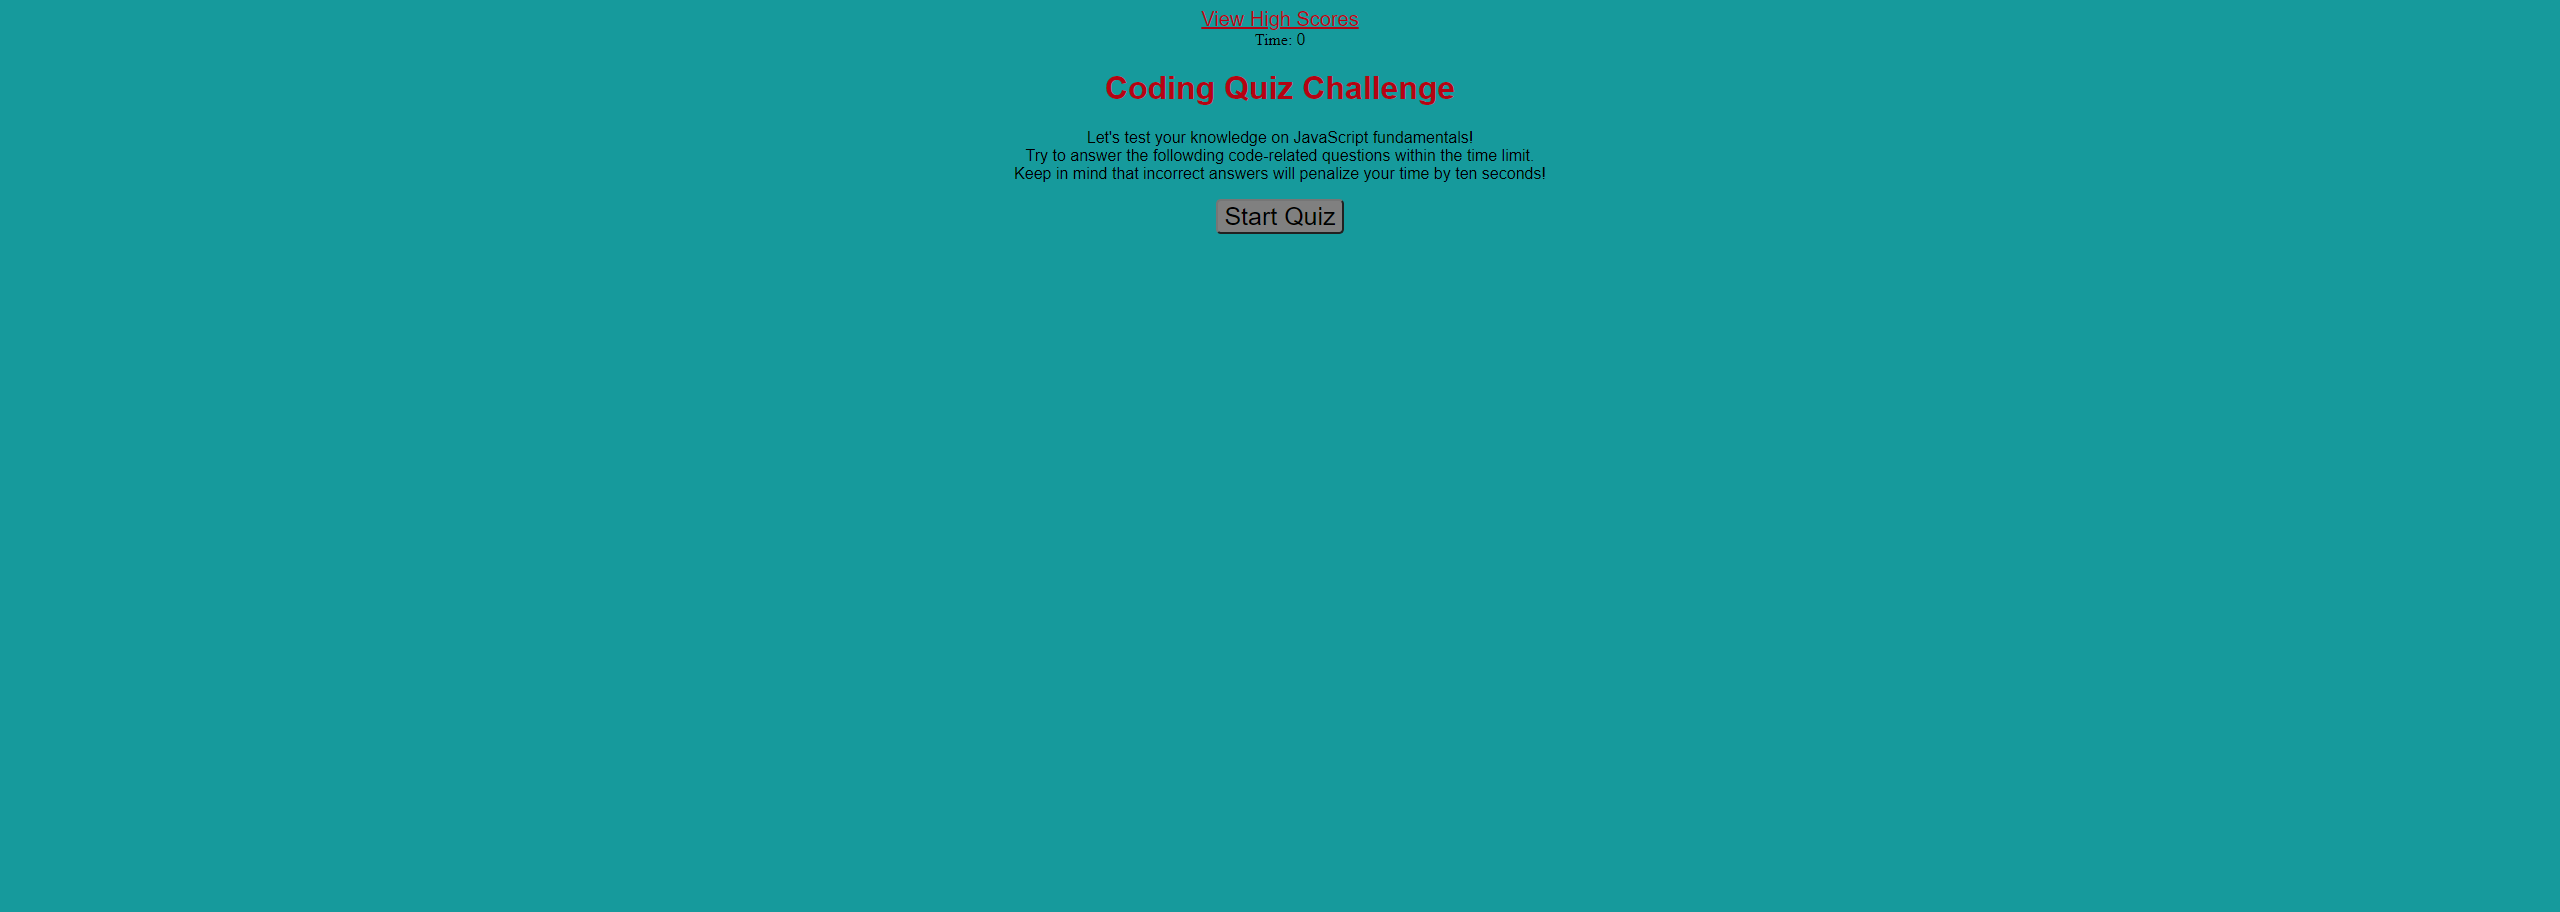 View High Scores
Time: 0
Coding Quiz Challenge
Let's test your knowledge on JavaScript fundamentals!
Try to answer the followding code-related questions within the time limit.
Keep in mind that incorrect answers will penalize your time by ten seconds!
Start Quiz